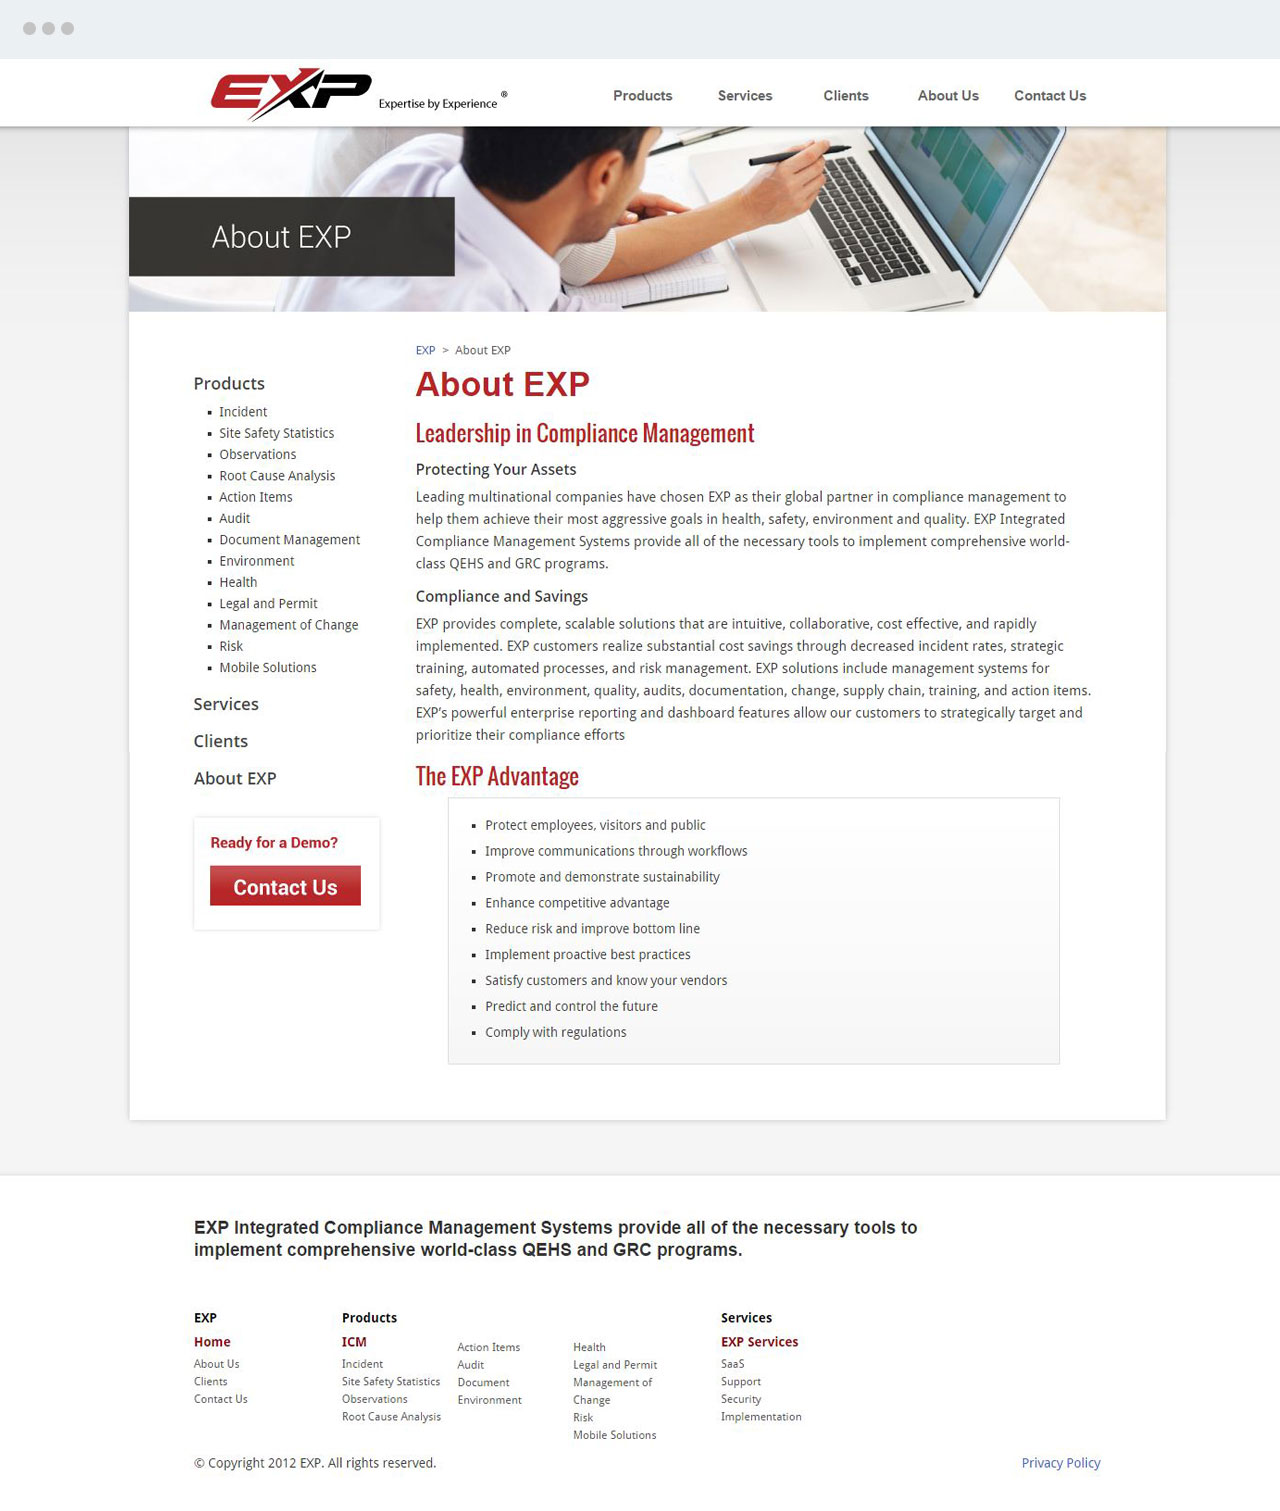 EXP Expertise by Experience ®
Products Services Clients About Us Contact Us
About EXP
EXP > About EXP
About EXP
Products
Incident
Site Safety Statistics
Observations
Root Cause Analysis
Action Items
Audit
Document Management
Environment
Health
Legal and Permit
Management of Change
Risk
Mobile Solutions
Services
Clients
About EXP
Ready for a Demo?
Contact Us
Leadership in Compliance Management
Protecting Your Assets
Leading multinational companies have chosen EXP as their global partner in compliance management to
help them achieve their most aggressive goals in health, safety, environment and quality. EXP Integrated
Compliance Management Systems provide all of the necessary tools to implement comprehensive world-
class QEHS and GRC programs.
Compliance and Savings
EXP provides complete, scalable solutions that are intuitive, collaborative, cost effective, and rapidly
implemented. EXP customers realize substantial cost savings through decreased incident rates, strategic
training, automated processes, and risk management. EXP solutions include management systems for
safety, health, environment, quality, audits, documentation, change, supply chain, training, and action items.
EXP's powerful enterprise reporting and dashboard features allow our customers to strategically target and
prioritize their compliance efforts
The EXP Advantage
Protect employees, visitors and public
Improve communications through workflows
Promote and demonstrate sustainability
Enhance competitive advantage
Reduce risk and improve bottom line
Implement proactive best practices
Satisfy customers and know your vendors
Predict and control the future
Comply with regulations
EXP Integrated Compliance Management Systems provide all of the necessary tools to
implement comprehensive world-class QEHS and GRC programs.
EXP
Home
About Us
Clients
Contact Us
Products
ICM
Incident
Site Safety Statistics
Observations
Root Cause Analysis
Action Items
Audit
Document
Environment
Health
Legal and Permit
Management of
Change
Risk
Mobile Solutions
Services
EXP Services
SaaS
Support
Security
Implementation
© Copyright 2012 EXP. All rights reserved.
Privacy Policy